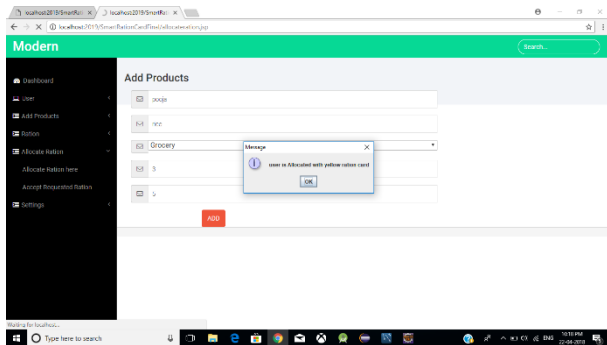 localhost:2019/SmartRati
localhost:2019/SmartRati
localhost:2019/SmartRationCardFinal/allocateration.jsp
Modern
Search...
Dashboard
User
Add Products
Ration
Allocate Ration
Allocate Ration here
Accept Requested Ration
Settings
Add Products
pooja
rice
Grocery
5
5
ADD
Message
user is Allocated with yellow ration card
OK
Waiting for localhost...
Type here to search
ENG
10:18 PM
22-04-2018